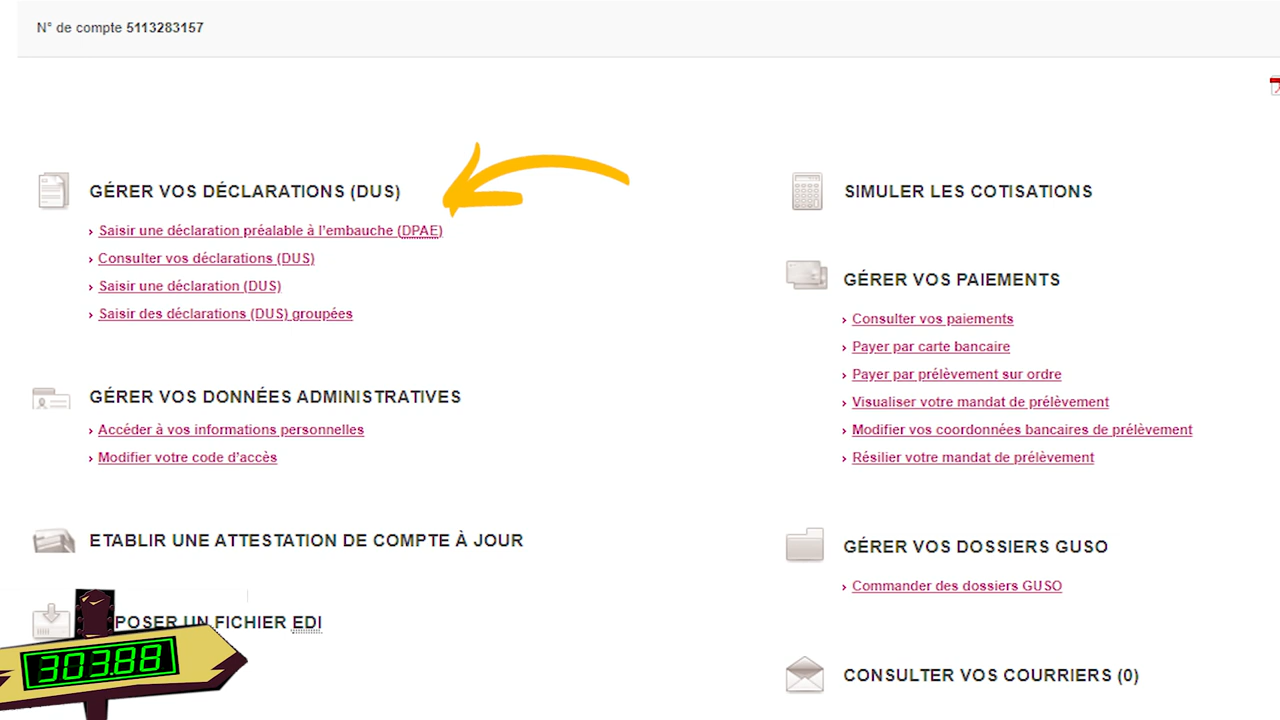 N° de compte 5113283157
GÉRER VOS DÉCLARATIONS (DUS)
Saisir une déclaration préalable à l'embauche (DPAE)
Consulter vos déclarations (DUS)
Saisir une déclaration (DUS)
Saisir des déclarations (DUS) groupées
GÉRER VOS DONNÉES ADMINISTRATIVES
Accéder à vos informations personnelles
Modifier votre code d'accès
ETABLIR UNE ATTESTATION DE COMPTE À JOUR
POSER UN FICHIER EDI
303.88
SIMULER LES COTISATIONS
GÉRER VOS PAIEMENTS
Consulter vos paiements
Payer par carte bancaire
Payer par prélèvement sur ordre
Visualiser votre mandat de prélèvement
Modifier vos coordonnées bancaires de prélèvement
Résilier votre mandat de prélèvement
GÉRER VOS DOSSIERS GUSO
Commander des dossiers GUSO
CONSULTER VOS COURRIERS (0)